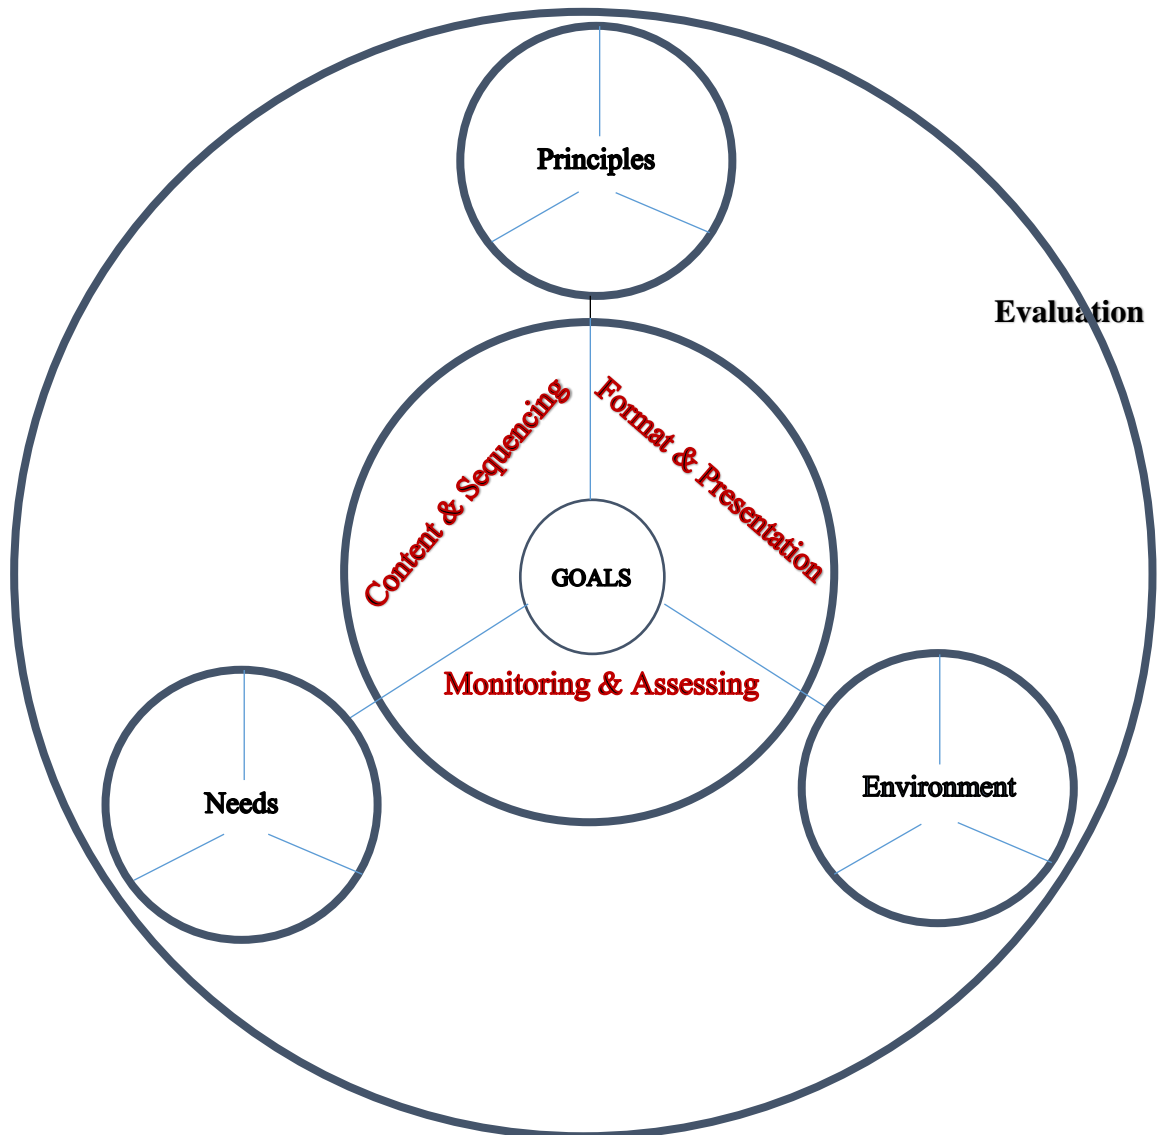 Principles
Evaluation
Content & Sequencing
Format & Presentation
GOALS
Monitoring & Assessing
Needs
Environment